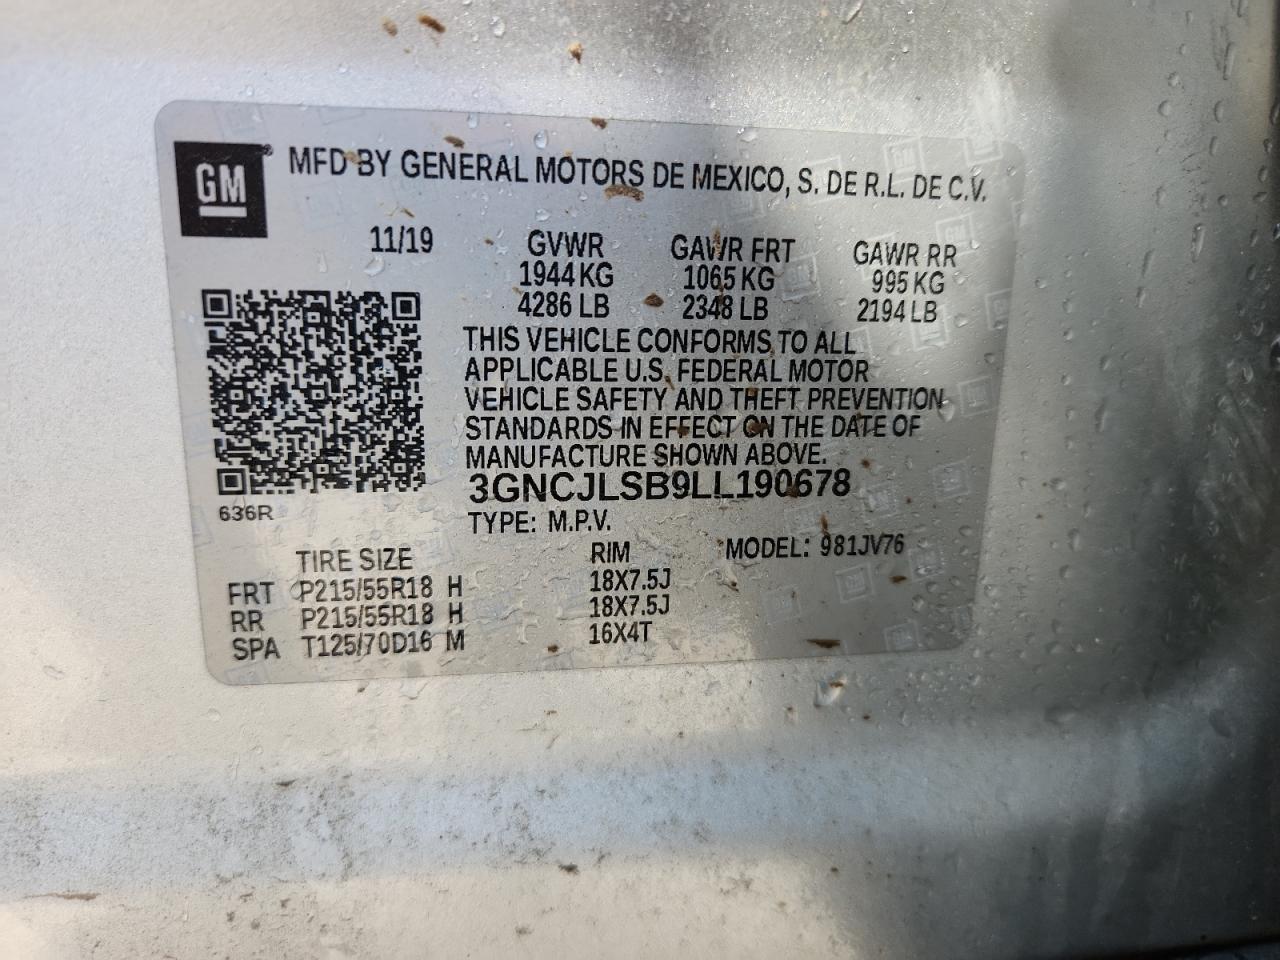 GM
MFD BY GENERAL MOTORS DE MEXICO, S. DE R.L. DE C.V.
11/19 GVWR GAWR FRT GAWR RR
1944 KG 1065 KG 995 KG
4286 LB 2348 LB 2194 LB
THIS VEHICLE CONFORMS TO ALL
APPLICABLE U.S. FEDERAL MOTOR
VEHICLE SAFETY AND THEFT PREVENTION
STANDARDS IN EFFECT ON THE DATE OF
MANUFACTURE SHOWN ABOVE.
3GNCJLSB9LL190678
636R
TYPE: M.P.V.
TIRE SIZE RIM MODEL: 981JV76
FRT P215/55R18 H 18X7.5J
RR P215/55R18 H 18X7.5J
SPA T125/70D16 M 16X4T